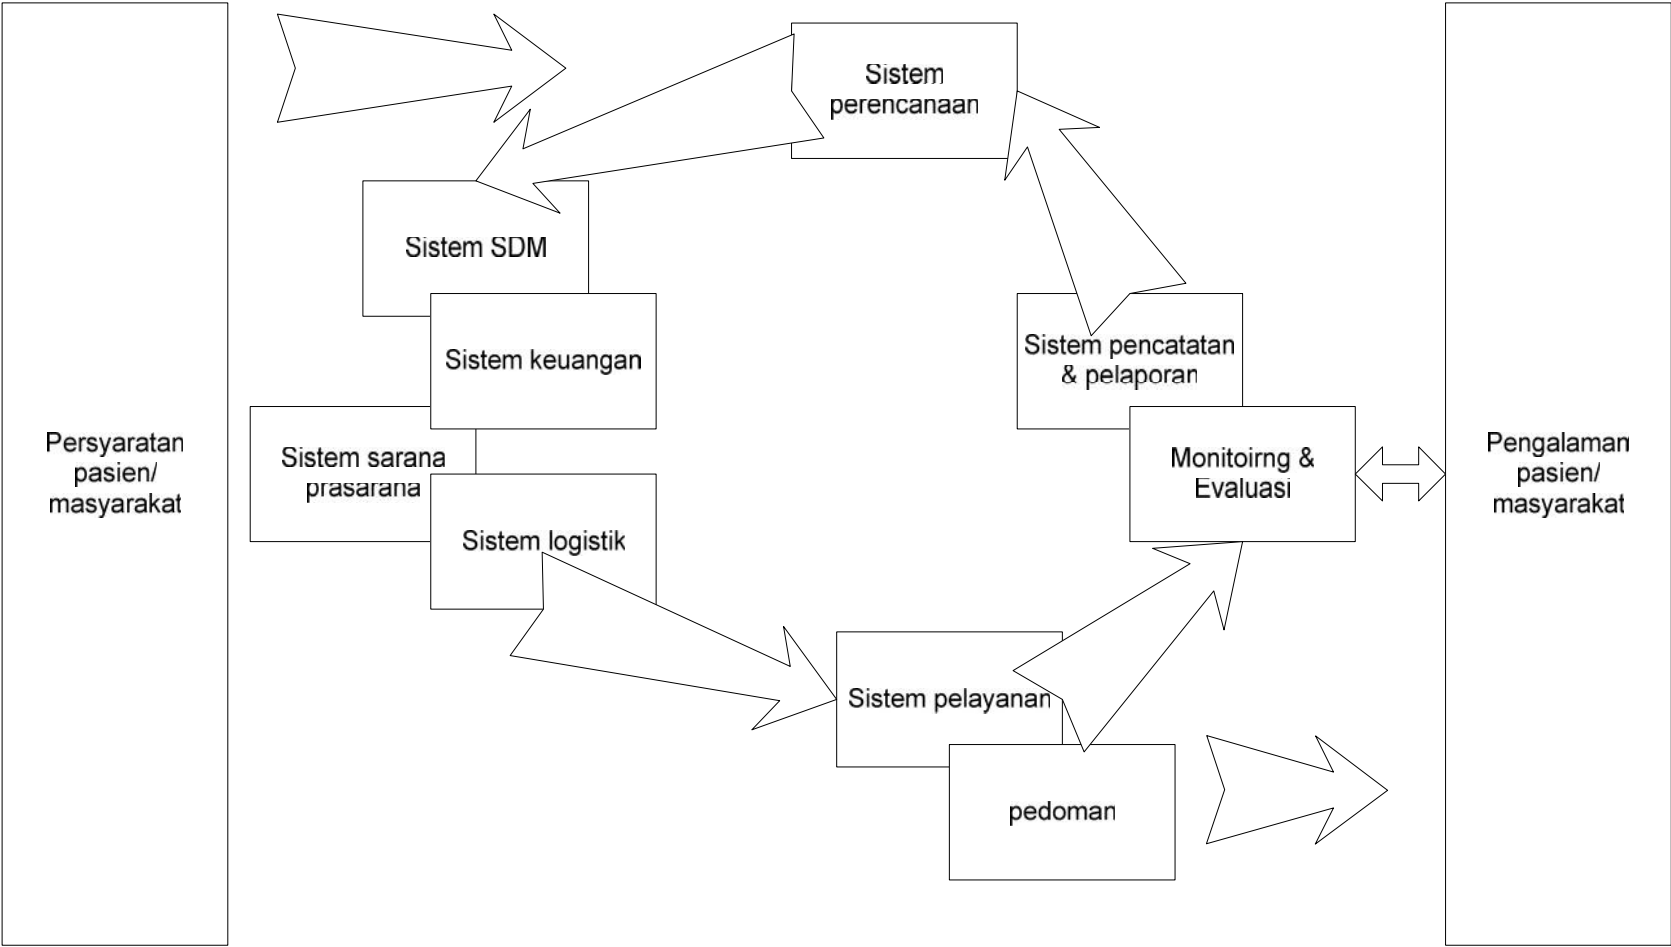 Sistem
perencanaan
Sistem SDM
Sistem keuangan
Sistem pencatatan
& pelaporan
Persyaratan
pasien/
masyarakat
Sistem sarana
prasarana
Monitoirng &
Evaluasi
Pengalaman
pasien/
masyarakat
Sistem logistik
Sistem pelayanan
pedoman